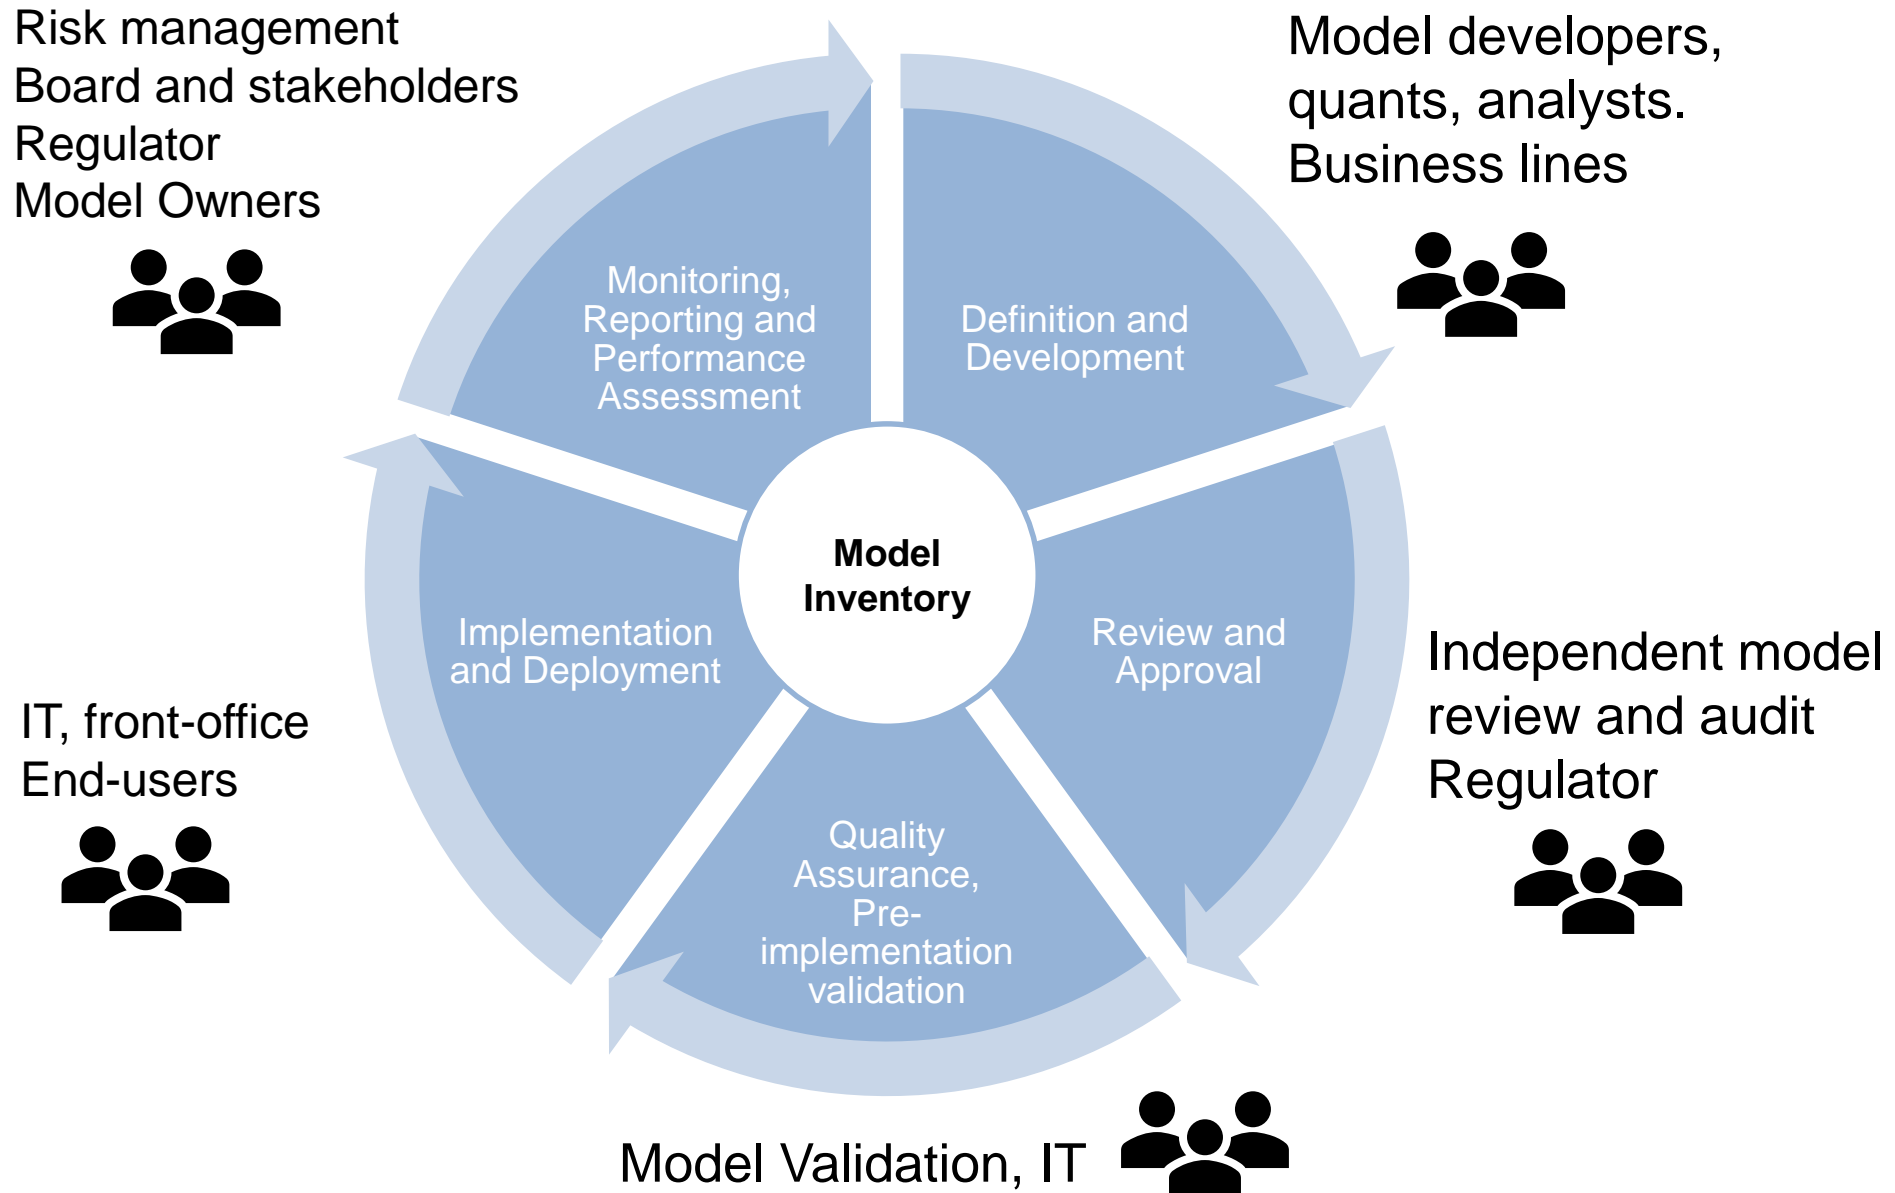 Risk management
Board and stakeholders
Regulator
Model Owners
Model developers,
quants, analysts.
Business lines
Monitoring,
Reporting and
Performance
Assessment
Definition and
Development
Model
Inventory
Implementation
and Deployment
Review and
Approval
Independent model
review and audit
Regulator
IT, front-office
End-users
Quality
Assurance,
Pre-
implementation
validation
Model Validation, IT